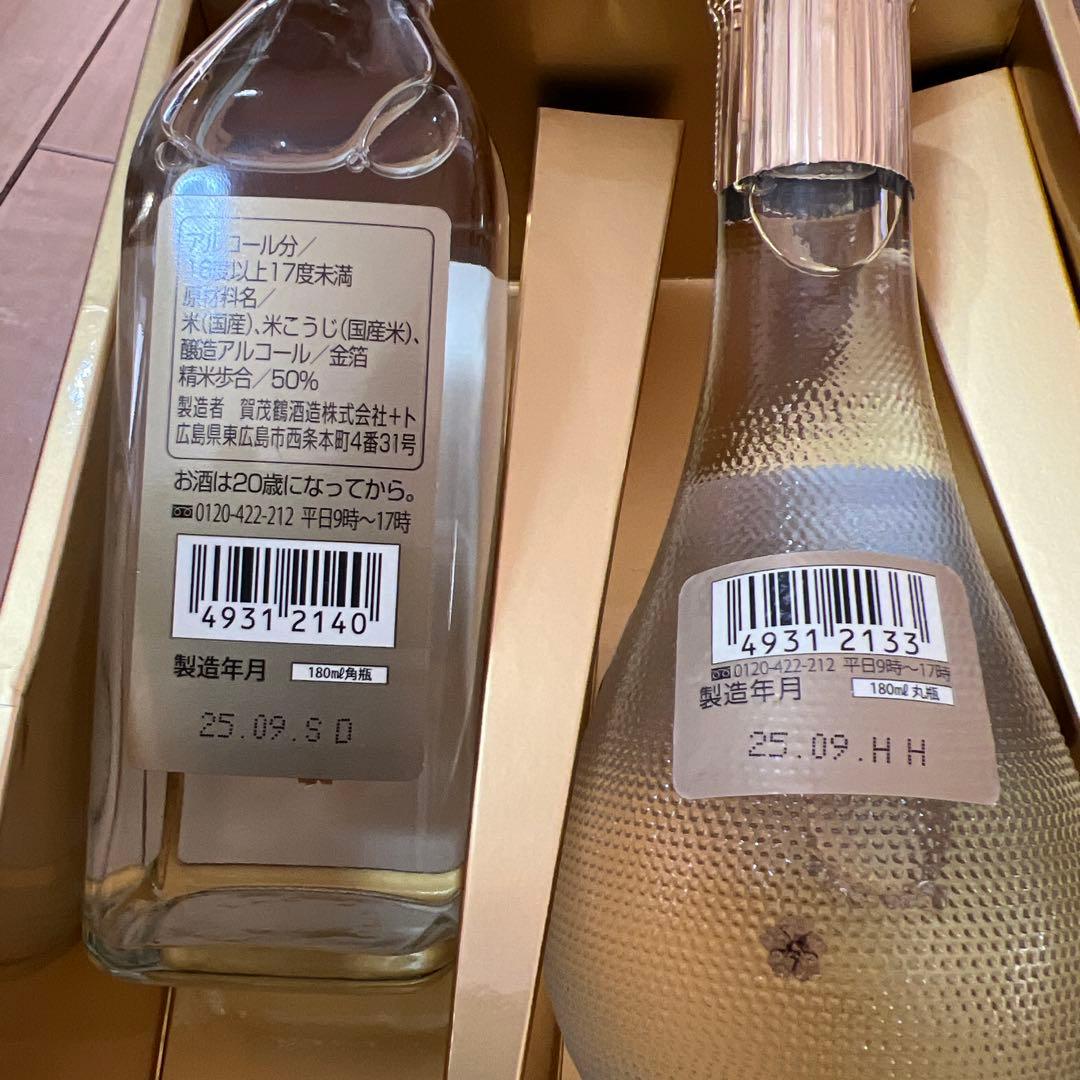 アルコール分/
16度以上17度未満
原材料名/
米(国産)、米こうじ(国産米)、
醸造アルコール/金箔
精米歩合/50%
製造者 賀茂鶴酒造株式会社+ト
広島県東広島市西条本町4番31号
お酒は20歳になってから。
0120-422-212 平日9時〜17時
4931 2140
製造年月 180mℓ角瓶
25.09.S D
4931 2133
0120-422-212 平日9時〜17時
製造年月 180mℓ丸瓶
25.09.H H